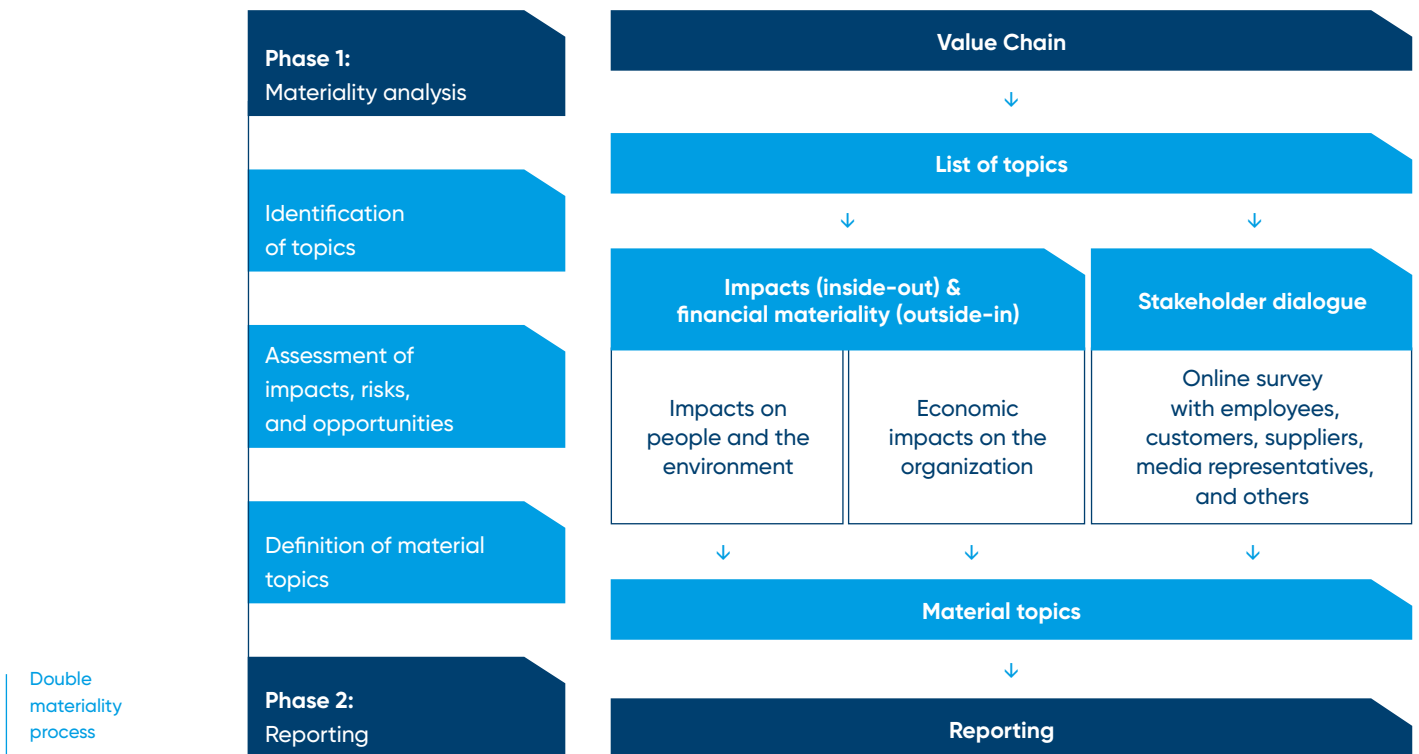 Phase 1:
Materiality analysis
Identification
of topics
Assessment of
impacts, risks,
and opportunities
Definition of material
topics
Phase 2:
Reporting
Value Chain
↓
List of topics
↓ ↓
Impacts (inside-out) &
financial materiality (outside-in)
Stakeholder dialogue
Impacts on
people and the
environment
Economic
impacts on the
organization
Online survey
with employees,
customers, suppliers,
media representatives,
and others
↓ ↓ ↓
Material topics
↓
Reporting
Double
materiality
process